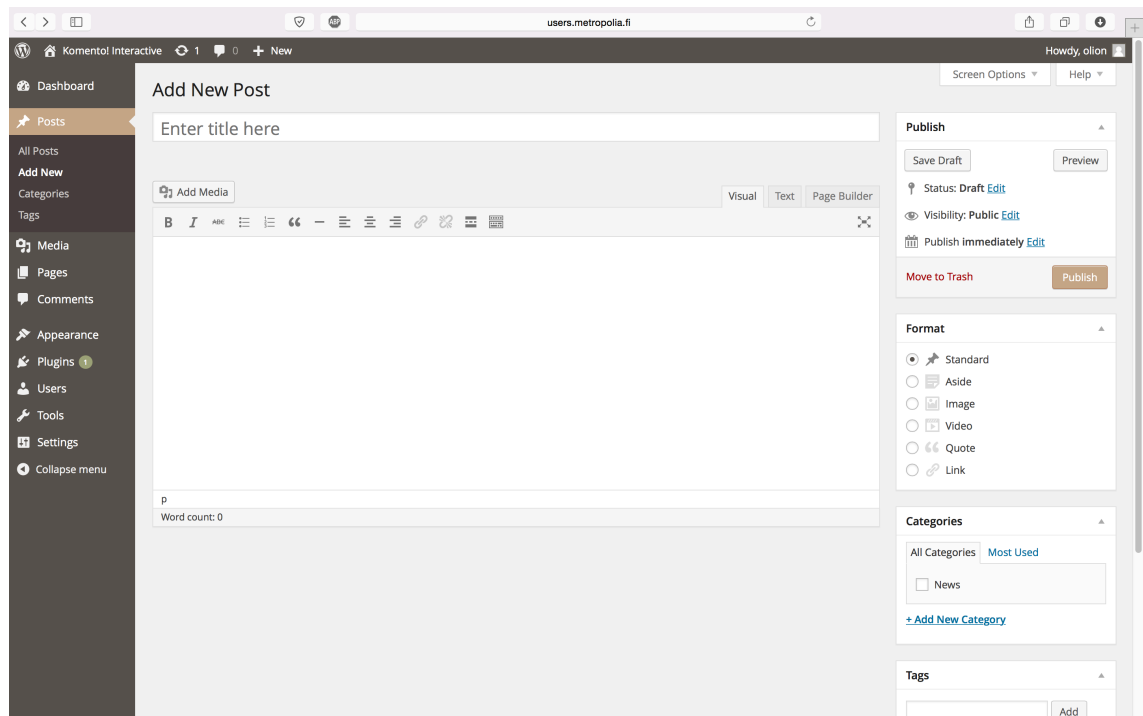 ABP
users.metropolia.fi
Komento! Interactive 1 0 New
Howdy, olion
Screen Options
Help
Dashboard
Posts
All Posts
Add New
Categories
Tags
Media
Pages
Comments
Appearance
Plugins 1
Users
Tools
Settings
Collapse menu
Add New Post
Enter title here
Add Media
Visual Text Page Builder
B I ABC
p
Word count: 0
Publish
Save Draft Preview
Status: Draft Edit
Visibility: Public Edit
Publish immediately Edit
Move to Trash Publish
Format
Standard
Aside
Image
Video
Quote
Link
Categories
All Categories Most Used
News
+ Add New Category
Tags
Add